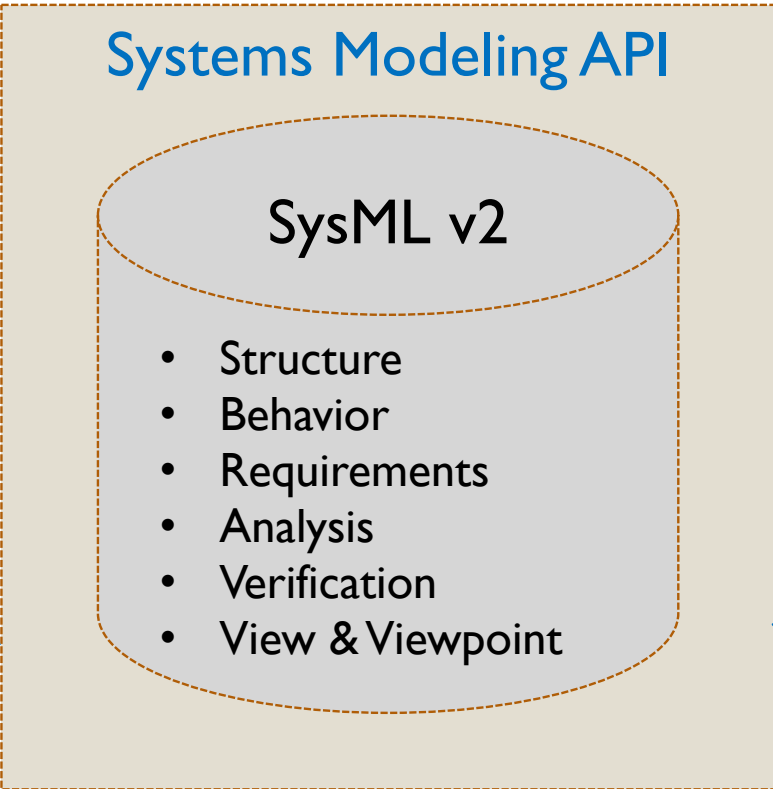 Systems Modeling API
SysML v2
• Structure
• Behavior
• Requirements
• Analysis
• Verification
• View & Viewpoint